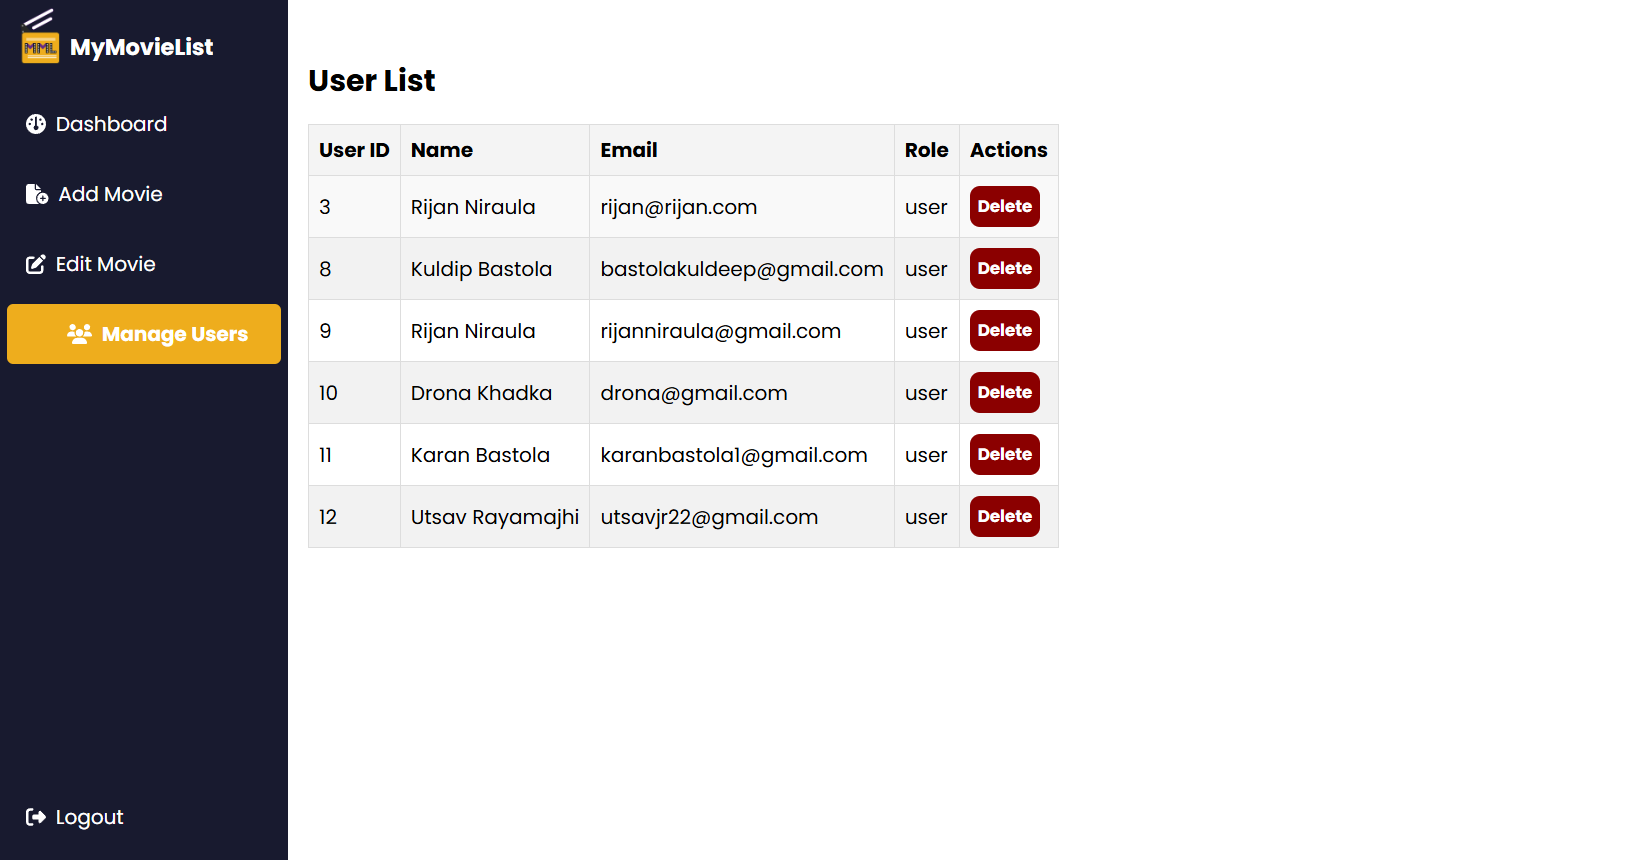 MML MyMovieList
Dashboard
Add Movie
Edit Movie
Manage Users
Logout
User List
User ID Name Email Role Actions
3 Rijan Niraula rijan@rijan.com user Delete
8 Kuldip Bastola bastolakuldeep@gmail.com user Delete
9 Rijan Niraula rijanniraula@gmail.com user Delete
10 Drona Khadka drona@gmail.com user Delete
11 Karan Bastola karanbastola1@gmail.com user Delete
12 Utsav Rayamajhi utsavjr22@gmail.com user Delete